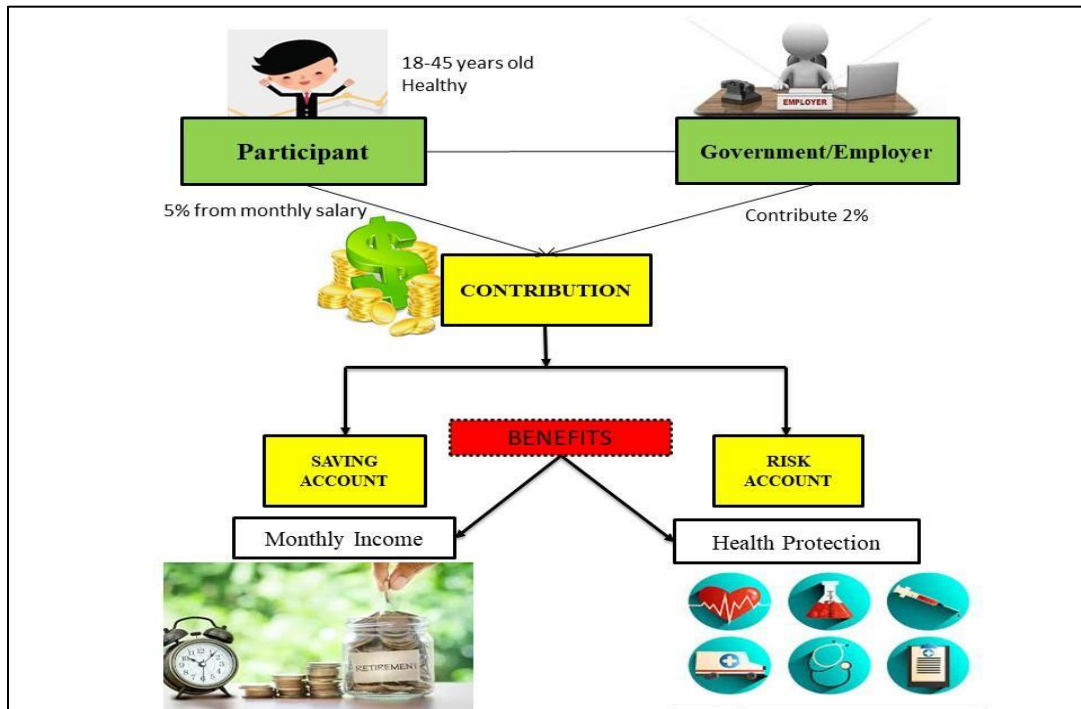 18-45 years old
Healthy
EMPLOYER
Participant
Government/Employer
5% from monthly salary
Contribute 2%
CONTRIBUTION
BENEFITS
SAVING
ACCOUNT
RISK
ACCOUNT
Monthly Income
Health Protection
RETIREMENT